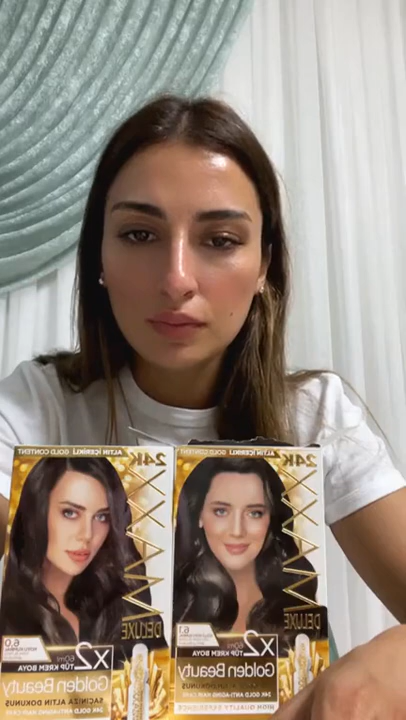 ALTIN İÇERİKLİ GOLD CONTENT
24K
MAXX
DELUXE
6.0
X2
TÜP KREM BOYA
Golden Beauty
SAÇINIZA ALTIN DOKUNUŞ
24K GOLD ANTI-AGING HAIR CARE
ALTIN İÇERİKLİ GOLD CONTENT
24K
MAXX
DELUXE
6.1
X2
TÜP KREM BOYA
Golden Beauty
24K GOLD ANTI-AGING HAIR
HIGH QUALITY EXPERIENCE